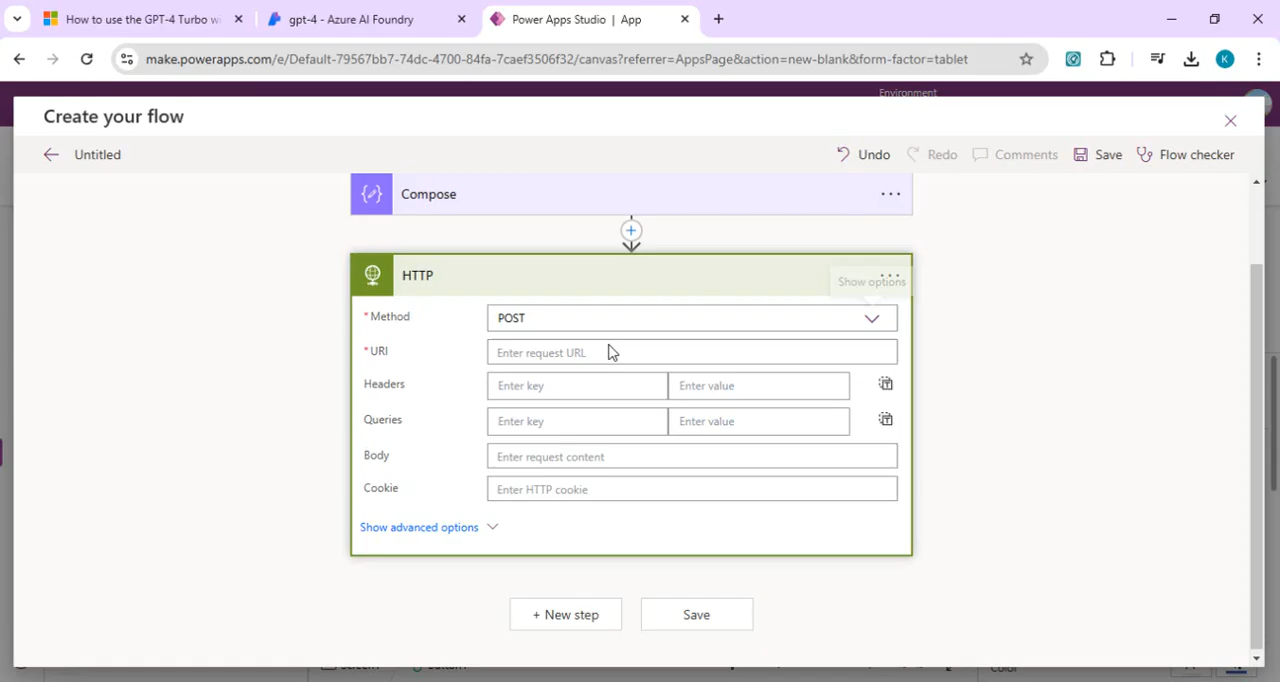 How to use the GPT-4 Turbo w
gpt-4 - Azure AI Foundry
Power Apps Studio | App
make.powerapps.com/e/Default-79567bb7-74dc-4700-84fa-7caef3506f32/canvas?referrer=AppsPage&action=new-blank&form-factor=tablet
K
Environment
Create your flow
Untitled
Undo
Redo
Comments
Save
Flow checker
Compose
HTTP
Show options
* Method
POST
* URI
Enter request URL
Headers
Enter key
Enter value
Queries
Enter key
Enter value
Body
Enter request content
Cookie
Enter HTTP cookie
Show advanced options
+ New step
Save